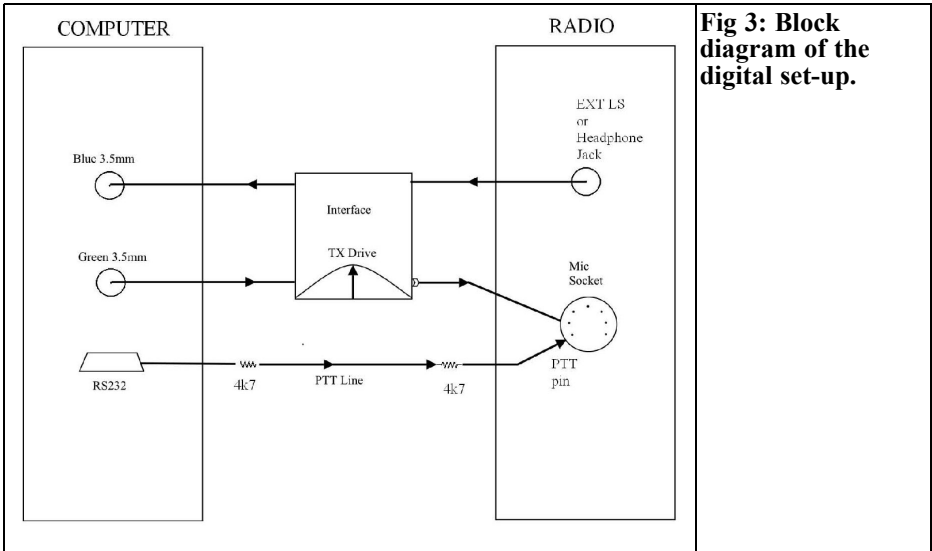 COMPUTER
RADIO
Fig 3: Block
diagram of the
digital set-up.
EXT LS
or
Headphone
Jack
Blue 3.5mm
Interface
Green 3.5mm
TX Drive
Mic
Socket
RS232
4k7
PTT Line
4k7
PTT
pin